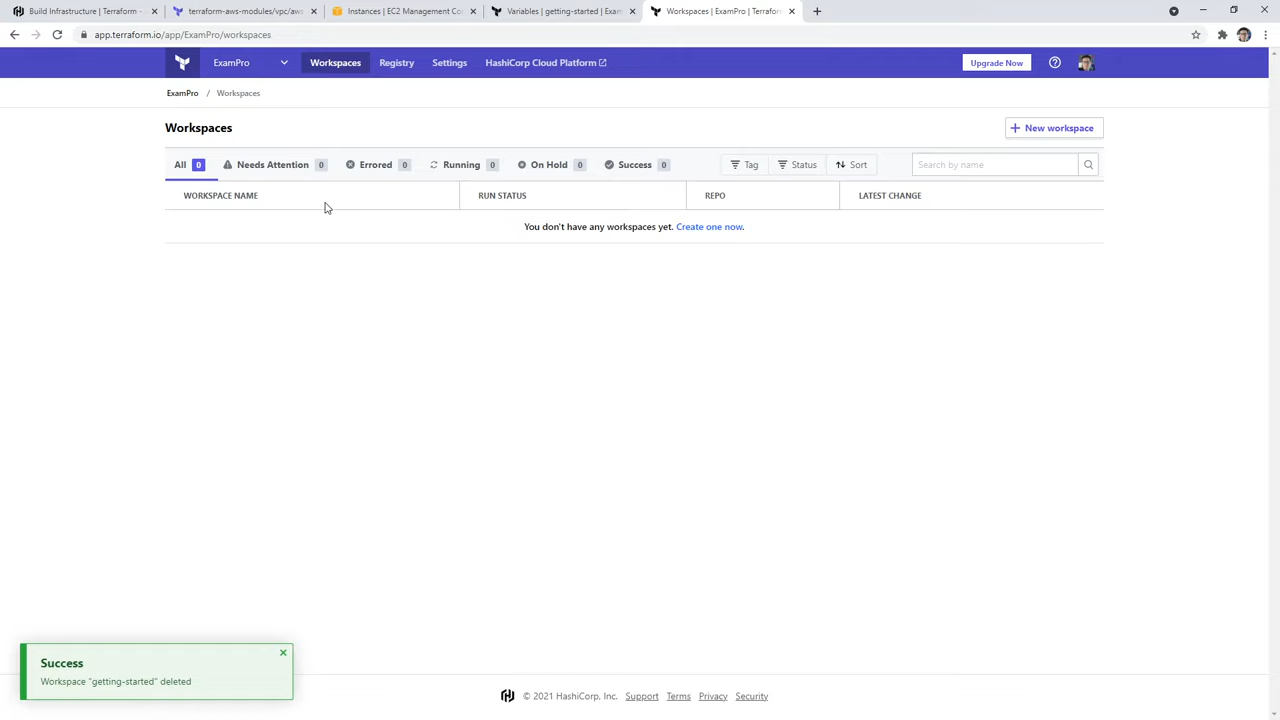 Build Infrastructure | Terraform -
terraform-aws-modules/vpc/aws
Instances | EC2 Management Con
Variables | getting-started | Exam
Workspaces | ExamPro | Terraform
app.terraform.io/app/ExamPro/workspaces
ExamPro
Workspaces
Registry
Settings
HashiCorp Cloud Platform
Upgrade Now
ExamPro / Workspaces
Workspaces
+ New workspace
All 0
Needs Attention 0
Errored 0
Running 0
On Hold 0
Success 0
Tag
Status
Sort
Search by name
WORKSPACE NAME
RUN STATUS
REPO
LATEST CHANGE
You don't have any workspaces yet. Create one now.
Success
Workspace "getting-started" deleted
© 2021 HashiCorp, Inc. Support Terms Privacy Security